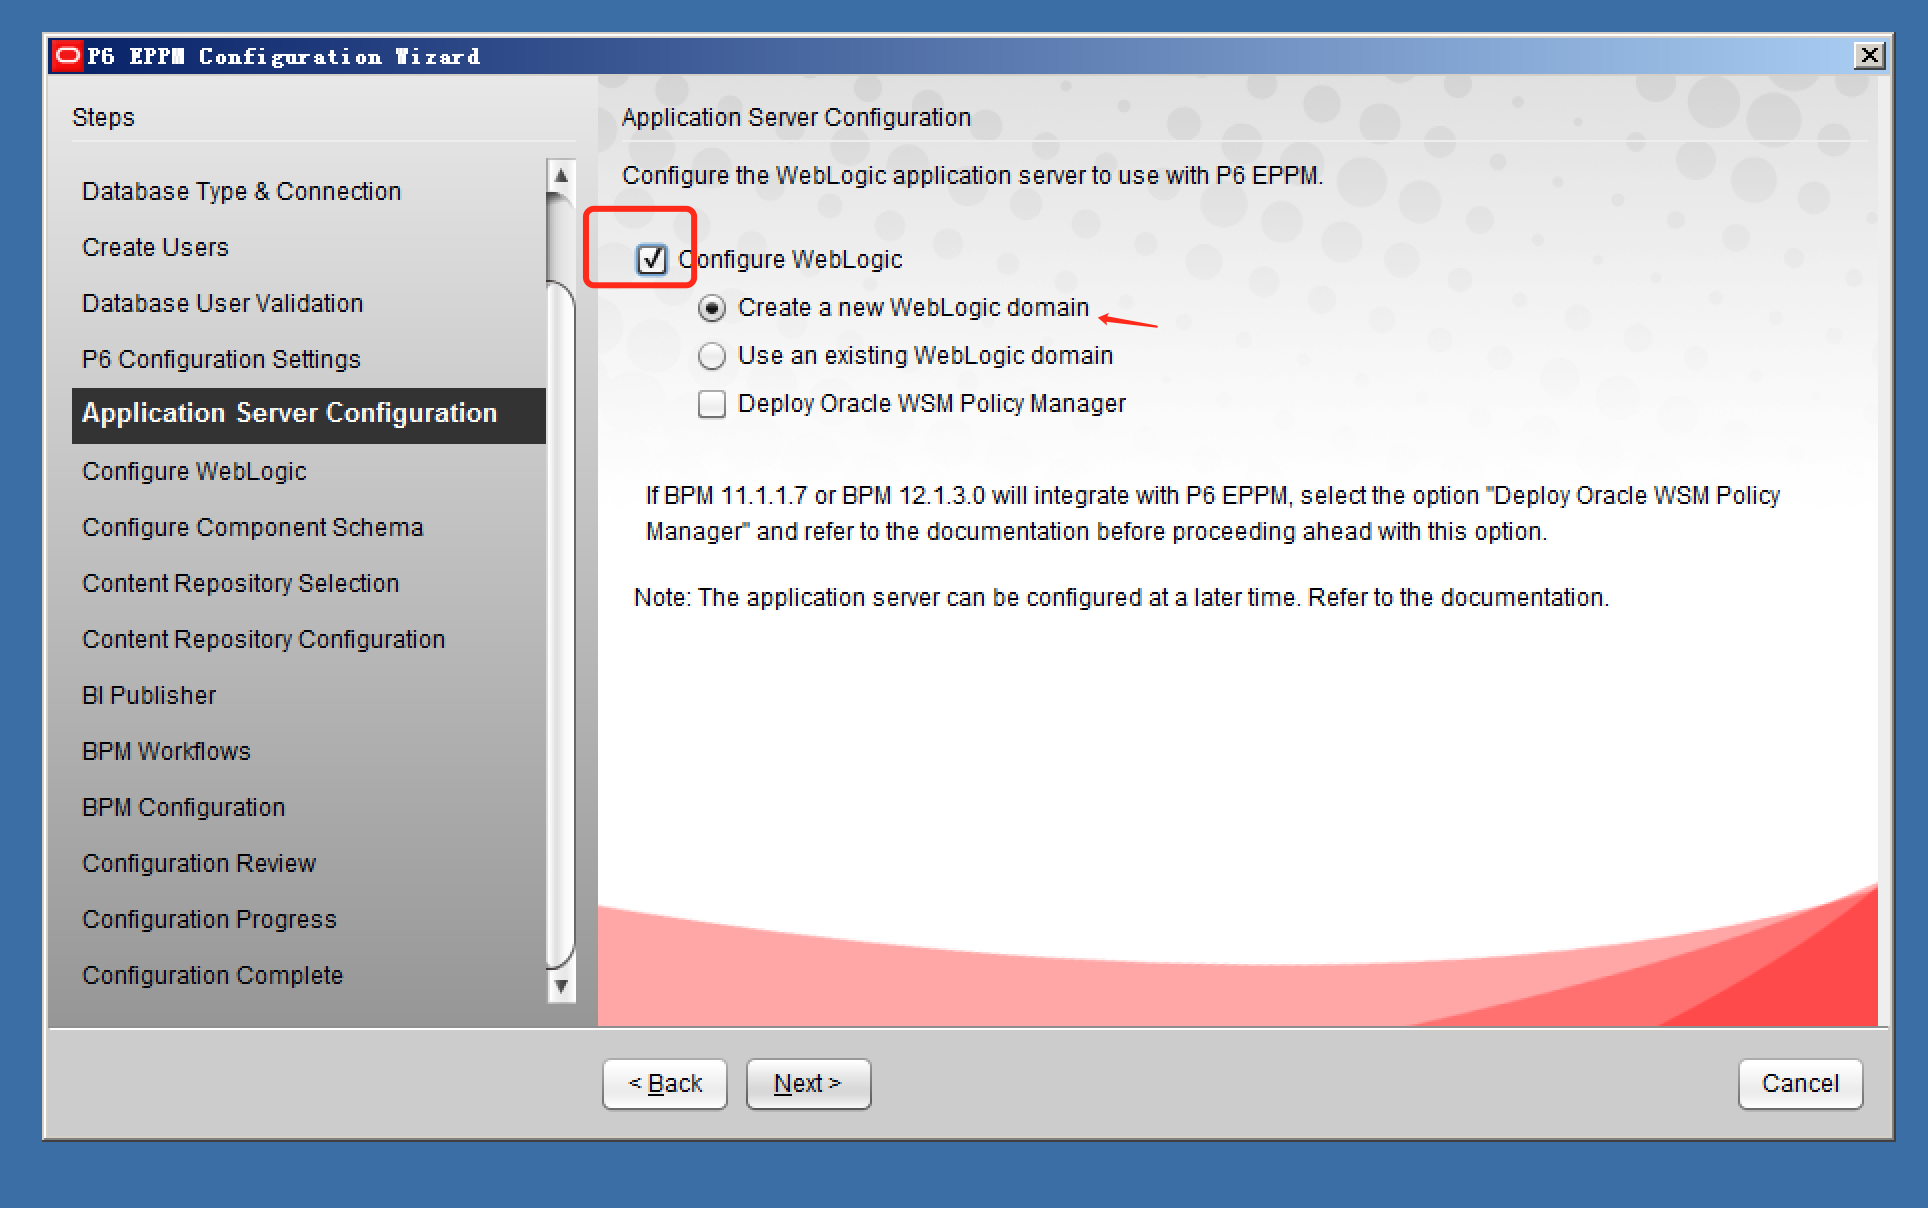 P6 EPPM Configuration Wizard
Steps
Database Type & Connection
Create Users
Database User Validation
P6 Configuration Settings
Application Server Configuration
Configure WebLogic
Configure Component Schema
Content Repository Selection
Content Repository Configuration
BI Publisher
BPM Workflows
BPM Configuration
Configuration Review
Configuration Progress
Configuration Complete
Application Server Configuration
Configure the WebLogic application server to use with P6 EPPM.
Configure WebLogic
Create a new WebLogic domain
Use an existing WebLogic domain
Deploy Oracle WSM Policy Manager
If BPM 11.1.1.7 or BPM 12.1.3.0 will integrate with P6 EPPM, select the option "Deploy Oracle WSM Policy
Manager" and refer to the documentation before proceeding ahead with this option.
Note: The application server can be configured at a later time. Refer to the documentation.
< Back
Next >
Cancel